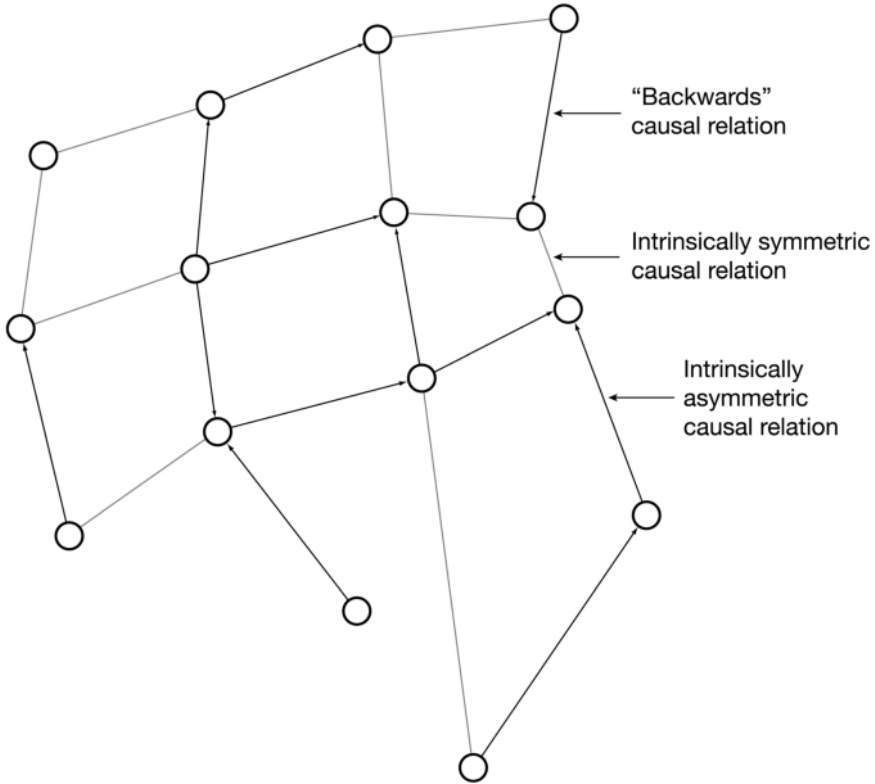 “Backwards”
causal relation
Intrinsically symmetric
causal relation
Intrinsically
asymmetric
causal relation